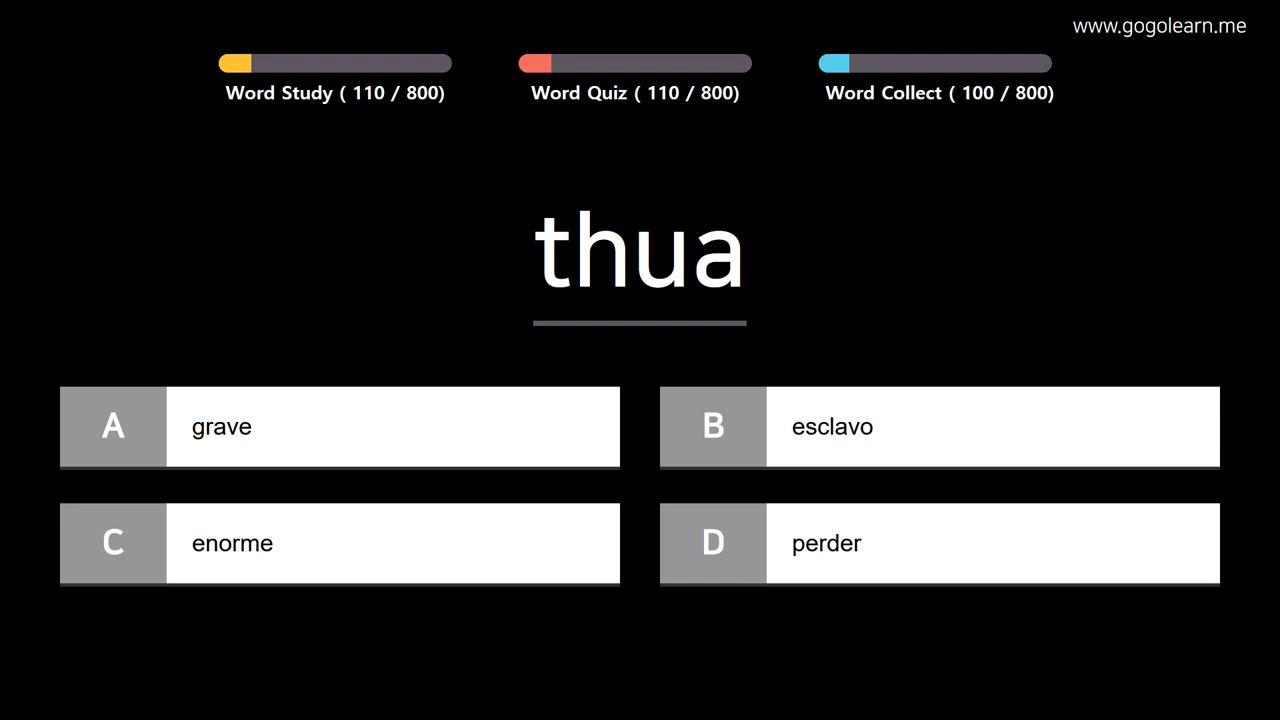 www.gogolearn.me
Word Study ( 110 / 800)
Word Quiz ( 110 / 800)
Word Collect ( 100 / 800)
thua
A grave
B esclavo
C enorme
D perder